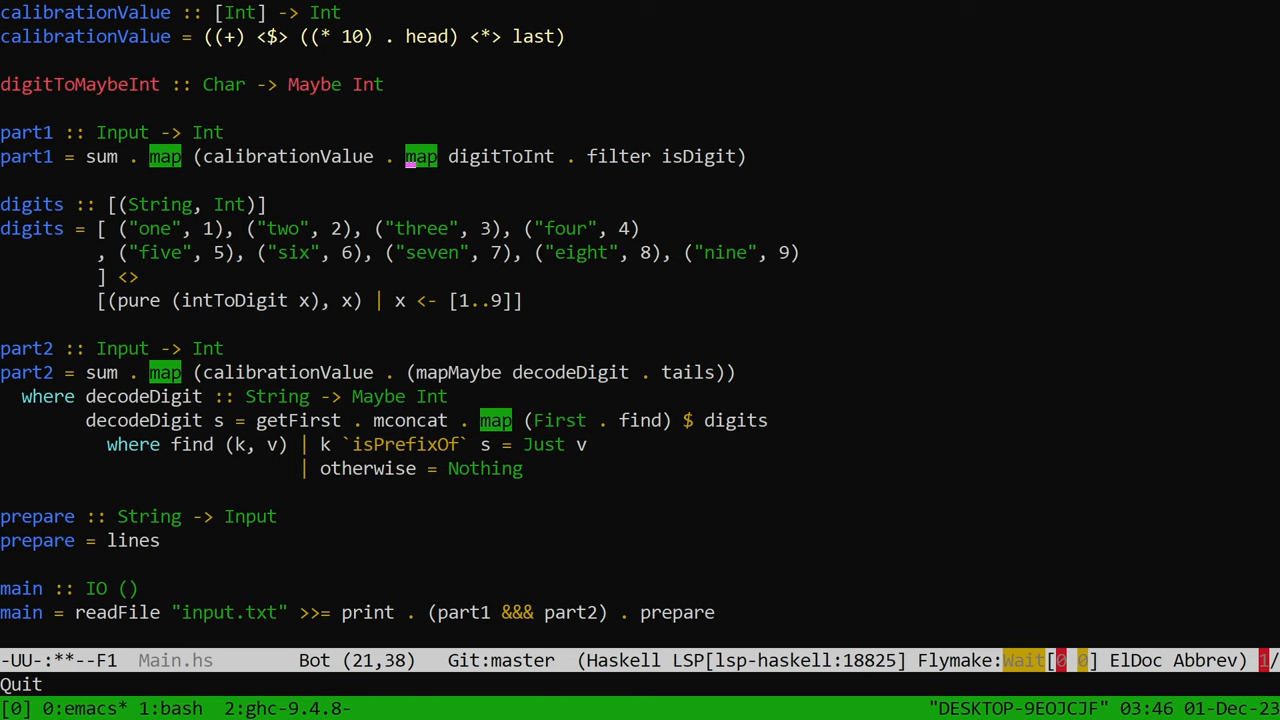 calibrationValue :: [Int] -> Int
calibrationValue = ((+) <$> ((* 10) . head) <*> last)
digitToMaybeInt :: Char -> Maybe Int
part1 :: Input -> Int
part1 = sum . map (calibrationValue . map digitToInt . filter isDigit)
digits :: [(String, Int)]
digits = [ ("one", 1), ("two", 2), ("three", 3), ("four", 4)
, ("five", 5), ("six", 6), ("seven", 7), ("eight", 8), ("nine", 9)
] <>
[(pure (intToDigit x), x) | x <- [1..9]]
part2 :: Input -> Int
part2 = sum . map (calibrationValue . (mapMaybe decodeDigit . tails))
where decodeDigit :: String -> Maybe Int
decodeDigit s = getFirst . mconcat . map (First . find) $ digits
where find (k, v) | k `isPrefixOf` s = Just v
| otherwise = Nothing
prepare :: String -> Input
prepare = lines
main :: IO ()
main = readFile "input.txt" >>= print . (part1 &&& part2) . prepare
-UU-:**--F1  Main.hs        Bot (21,38)   Git:master  (Haskell LSP[lsp-haskell:18825] Flymake:Wait[0 0] ElDoc Abbrev) 1/
Quit
[0] 0:emacs* 1:bash  2:ghc-9.4.8-    "DESKTOP-9EOJCJF" 03:46 01-Dec-23